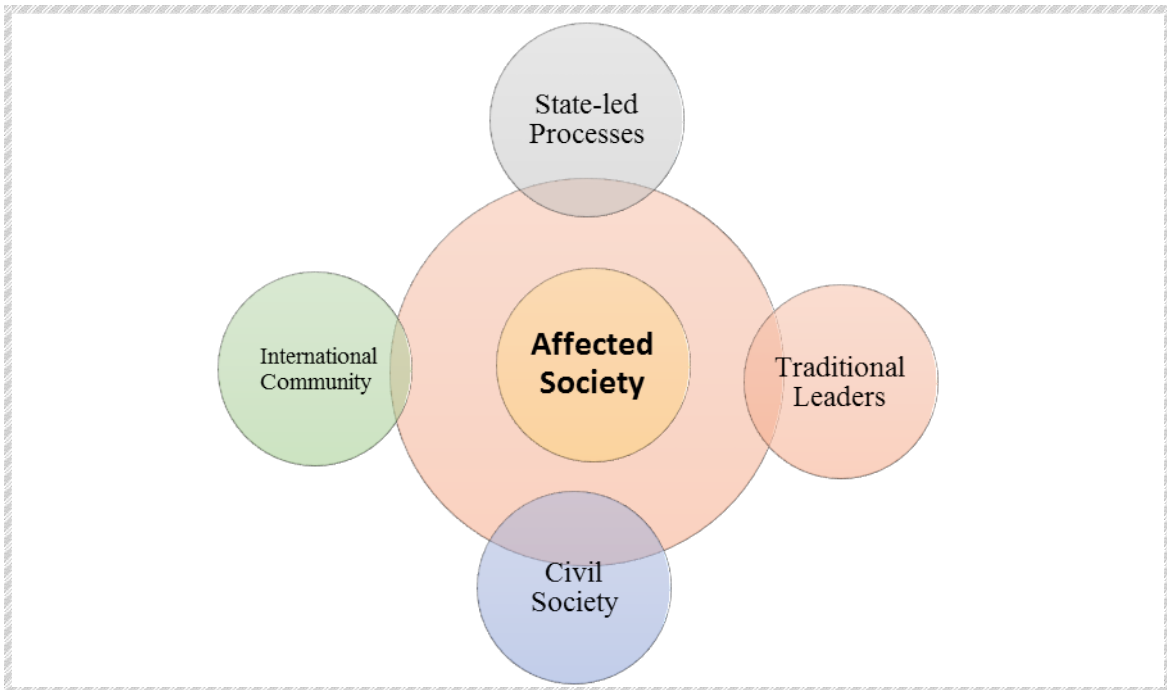 State-led
Processes
International
Community
Affected
Society
Traditional
Leaders
Civil
Society